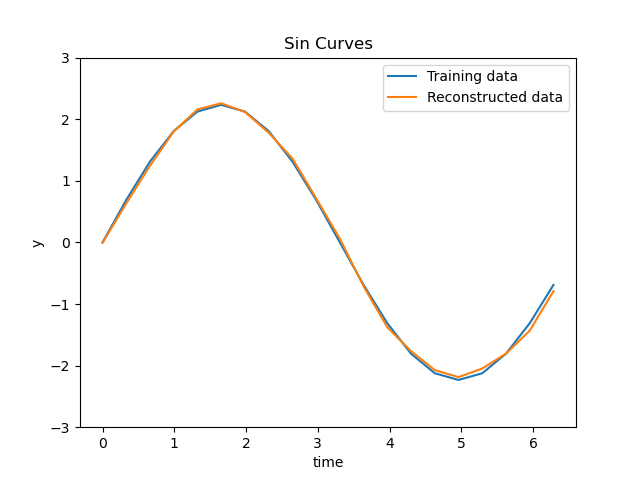 Sin Curves
Training data
Reconstructed data
3
2
1
0
−1
−2
−3
y
0 1 2 3 4 5 6
time